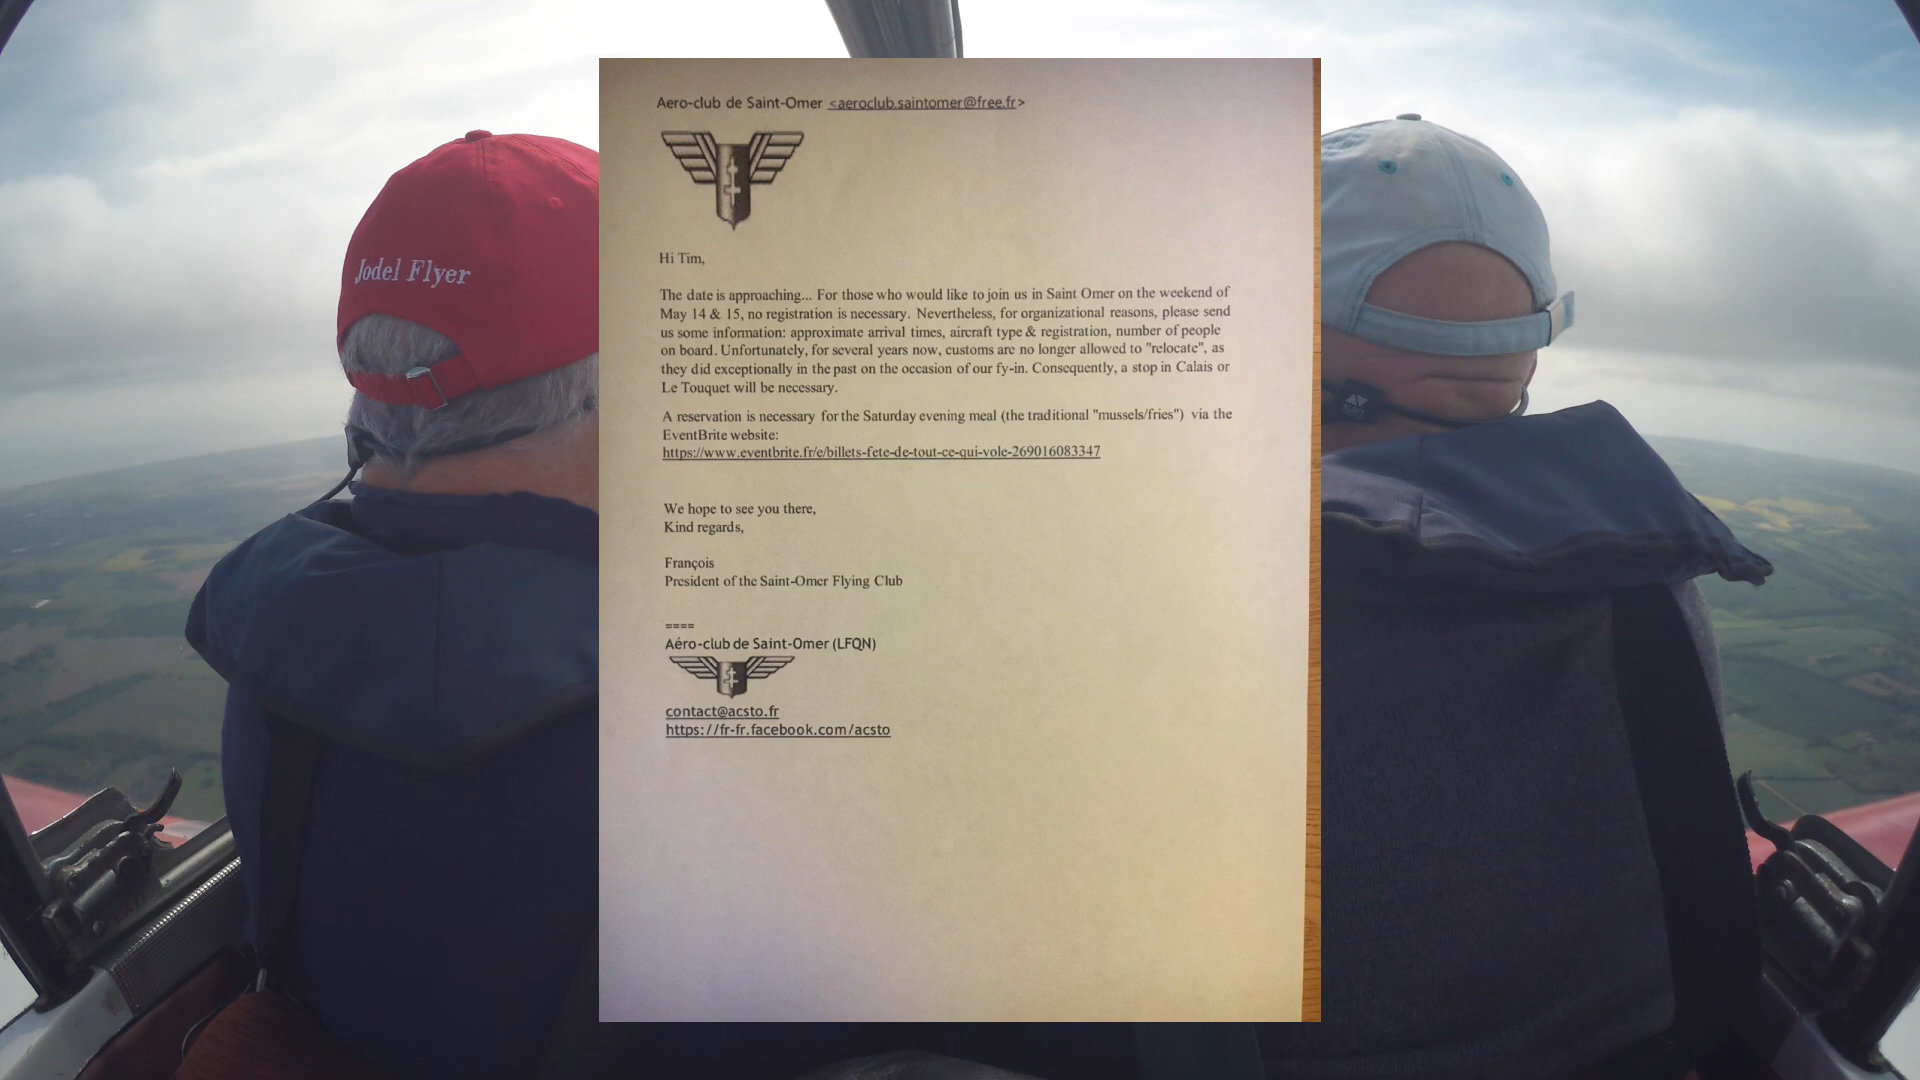 Jodel Flyer
Aero-club de Saint-Omer <aeroclub.saintomer@free.fr>
Hi Tim,
The date is approaching... For those who would like to join us in Saint Omer on the weekend of
May 14 & 15, no registration is necessary. Nevertheless, for organizational reasons, please send
us some information: approximate arrival times, aircraft type & registration, number of people
on board. Unfortunately, for several years now, customs are no longer allowed to "relocate", as
they did exceptionally in the past on the occasion of our fy-in. Consequently, a stop in Calais or
Le Touquet will be necessary.
A reservation is necessary for the Saturday evening meal (the traditional "mussels/fries") via the
EventBrite website:
https://www.eventbrite.fr/e/billets-fete-de-tout-ce-qui-vole-269016083347
We hope to see you there,
Kind regards,
François
President of the Saint-Omer Flying Club
====
Aéro-club de Saint-Omer (LFQN)
contact@acsto.fr
https://fr-fr.facebook.com/acsto